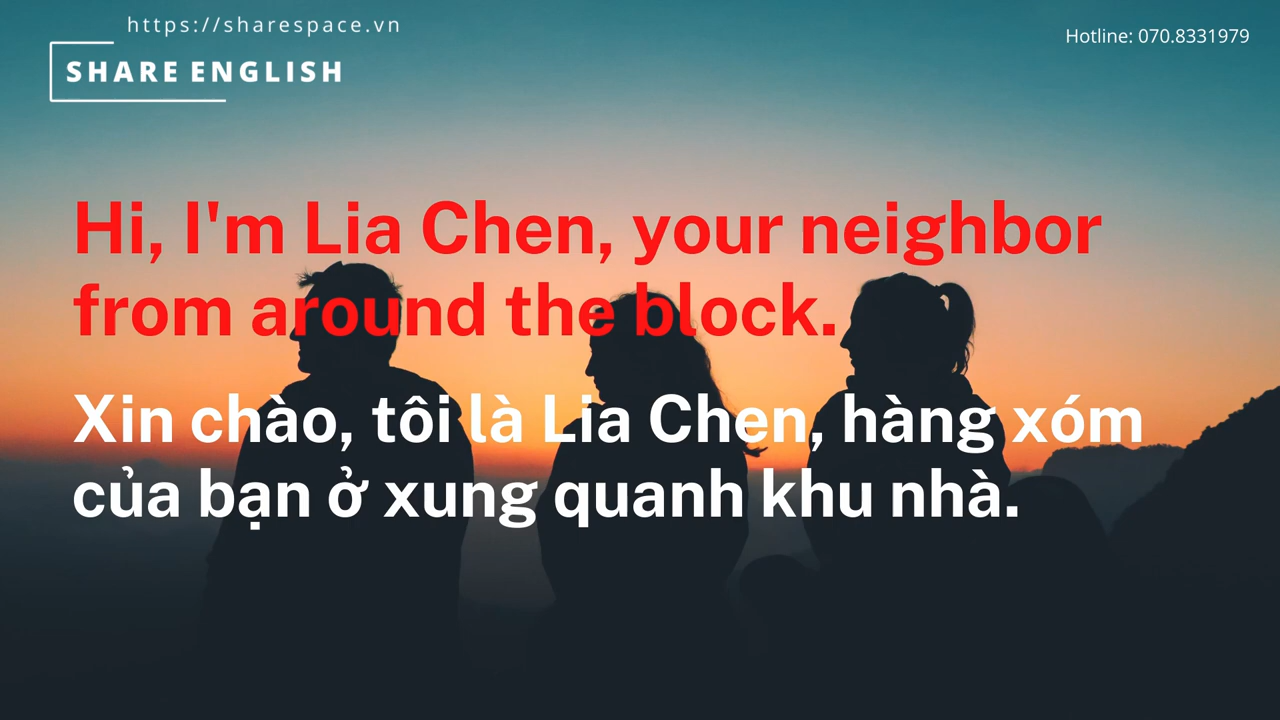 https://sharespace.vn
SHARE ENGLISH
Hotline: 070.8331979
Hi, I'm Lia Chen, your neighbor
from around the block.
Xin chào, tôi là Lia Chen, hàng xóm
của bạn ở xung quanh khu nhà.